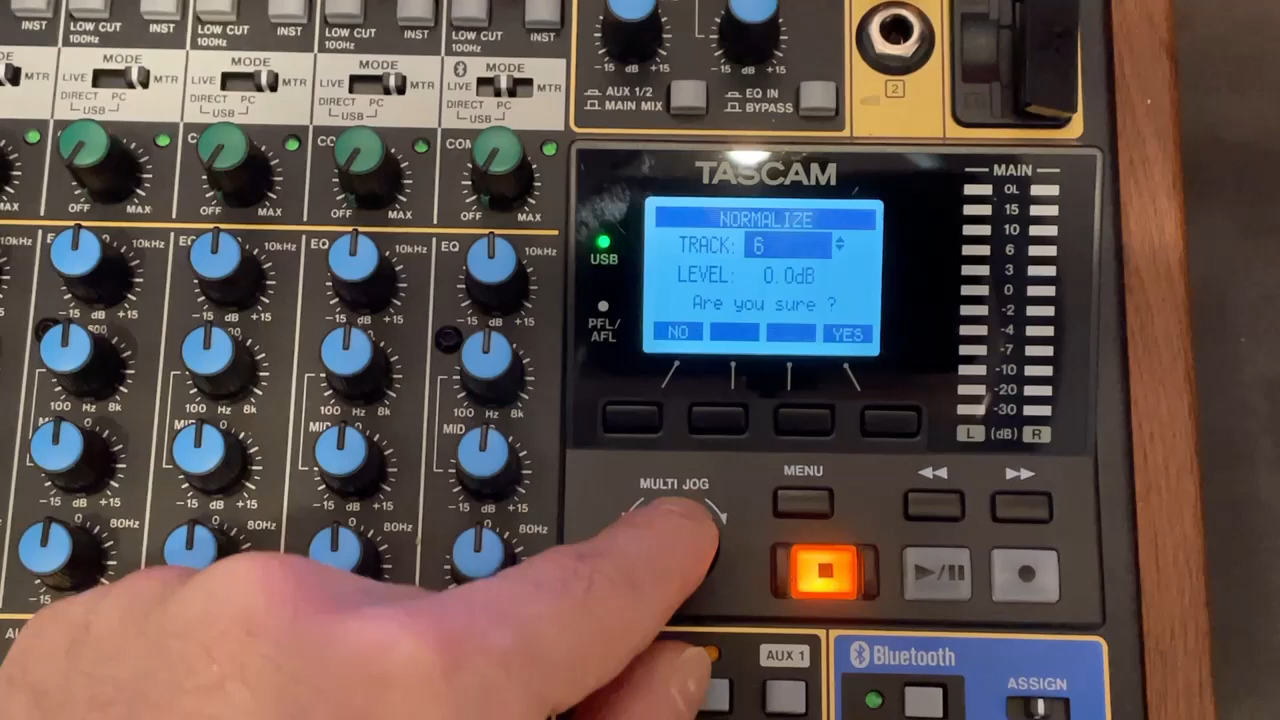 LOW CUT
100Hz
INST
LOW CUT
100Hz
INST
LOW CUT
100Hz
INST
LOW CUT
100Hz
INST
MTR
MODE
LIVE
MTR
DIRECT
PC
USB
MODE
LIVE
MTR
DIRECT
PC
USB
MODE
LIVE
MTR
DIRECT
PC
USB
MODE
LIVE
MTR
DIRECT
PC
USB
-15 dB +15
-15 dB +15
AUX 1/2
MAIN MIX
EQ IN
BYPASS
2
OFF
MAX
OFF
MAX
OFF
MAX
COM
OFF
MAX
10kHz
EQ
10kHz
EQ
10kHz
EQ
10kHz
-15 dB +15
-15 dB +15
-15 dB +15
-15 dB +15
100 Hz 8k
100 Hz 8k
100 Hz 8k
100 Hz 8k
MID
MID
MID
-15 dB +15
-15 dB +15
-15 dB +15
-15 dB +15
0
80Hz
0
80Hz
0
80Hz
0
80Hz
-15
TASCAM
USB
PFL/
AFL
NORMALIZE
TRACK: 6
LEVEL: 0.0dB
Are you sure ?
NO
YES
MAIN
OL
15
10
6
3
0
-2
-4
-7
-10
-20
-30
L (dB) R
MULTI JOG
MENU
AUX 1
Bluetooth
ASSIGN